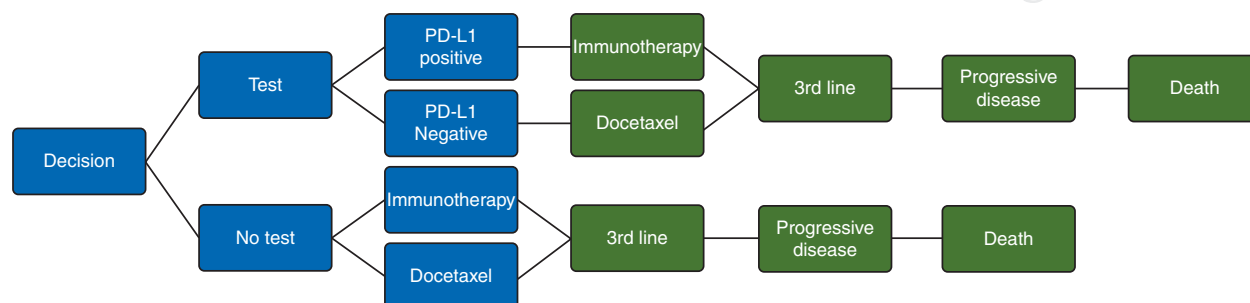 PD-L1
positive
Immunotherapy
Test
3rd line
Progressive
disease
Death
PD-L1
Negative
Docetaxel
Decision
Immunotherapy
No test
3rd line
Progressive
disease
Death
Docetaxel